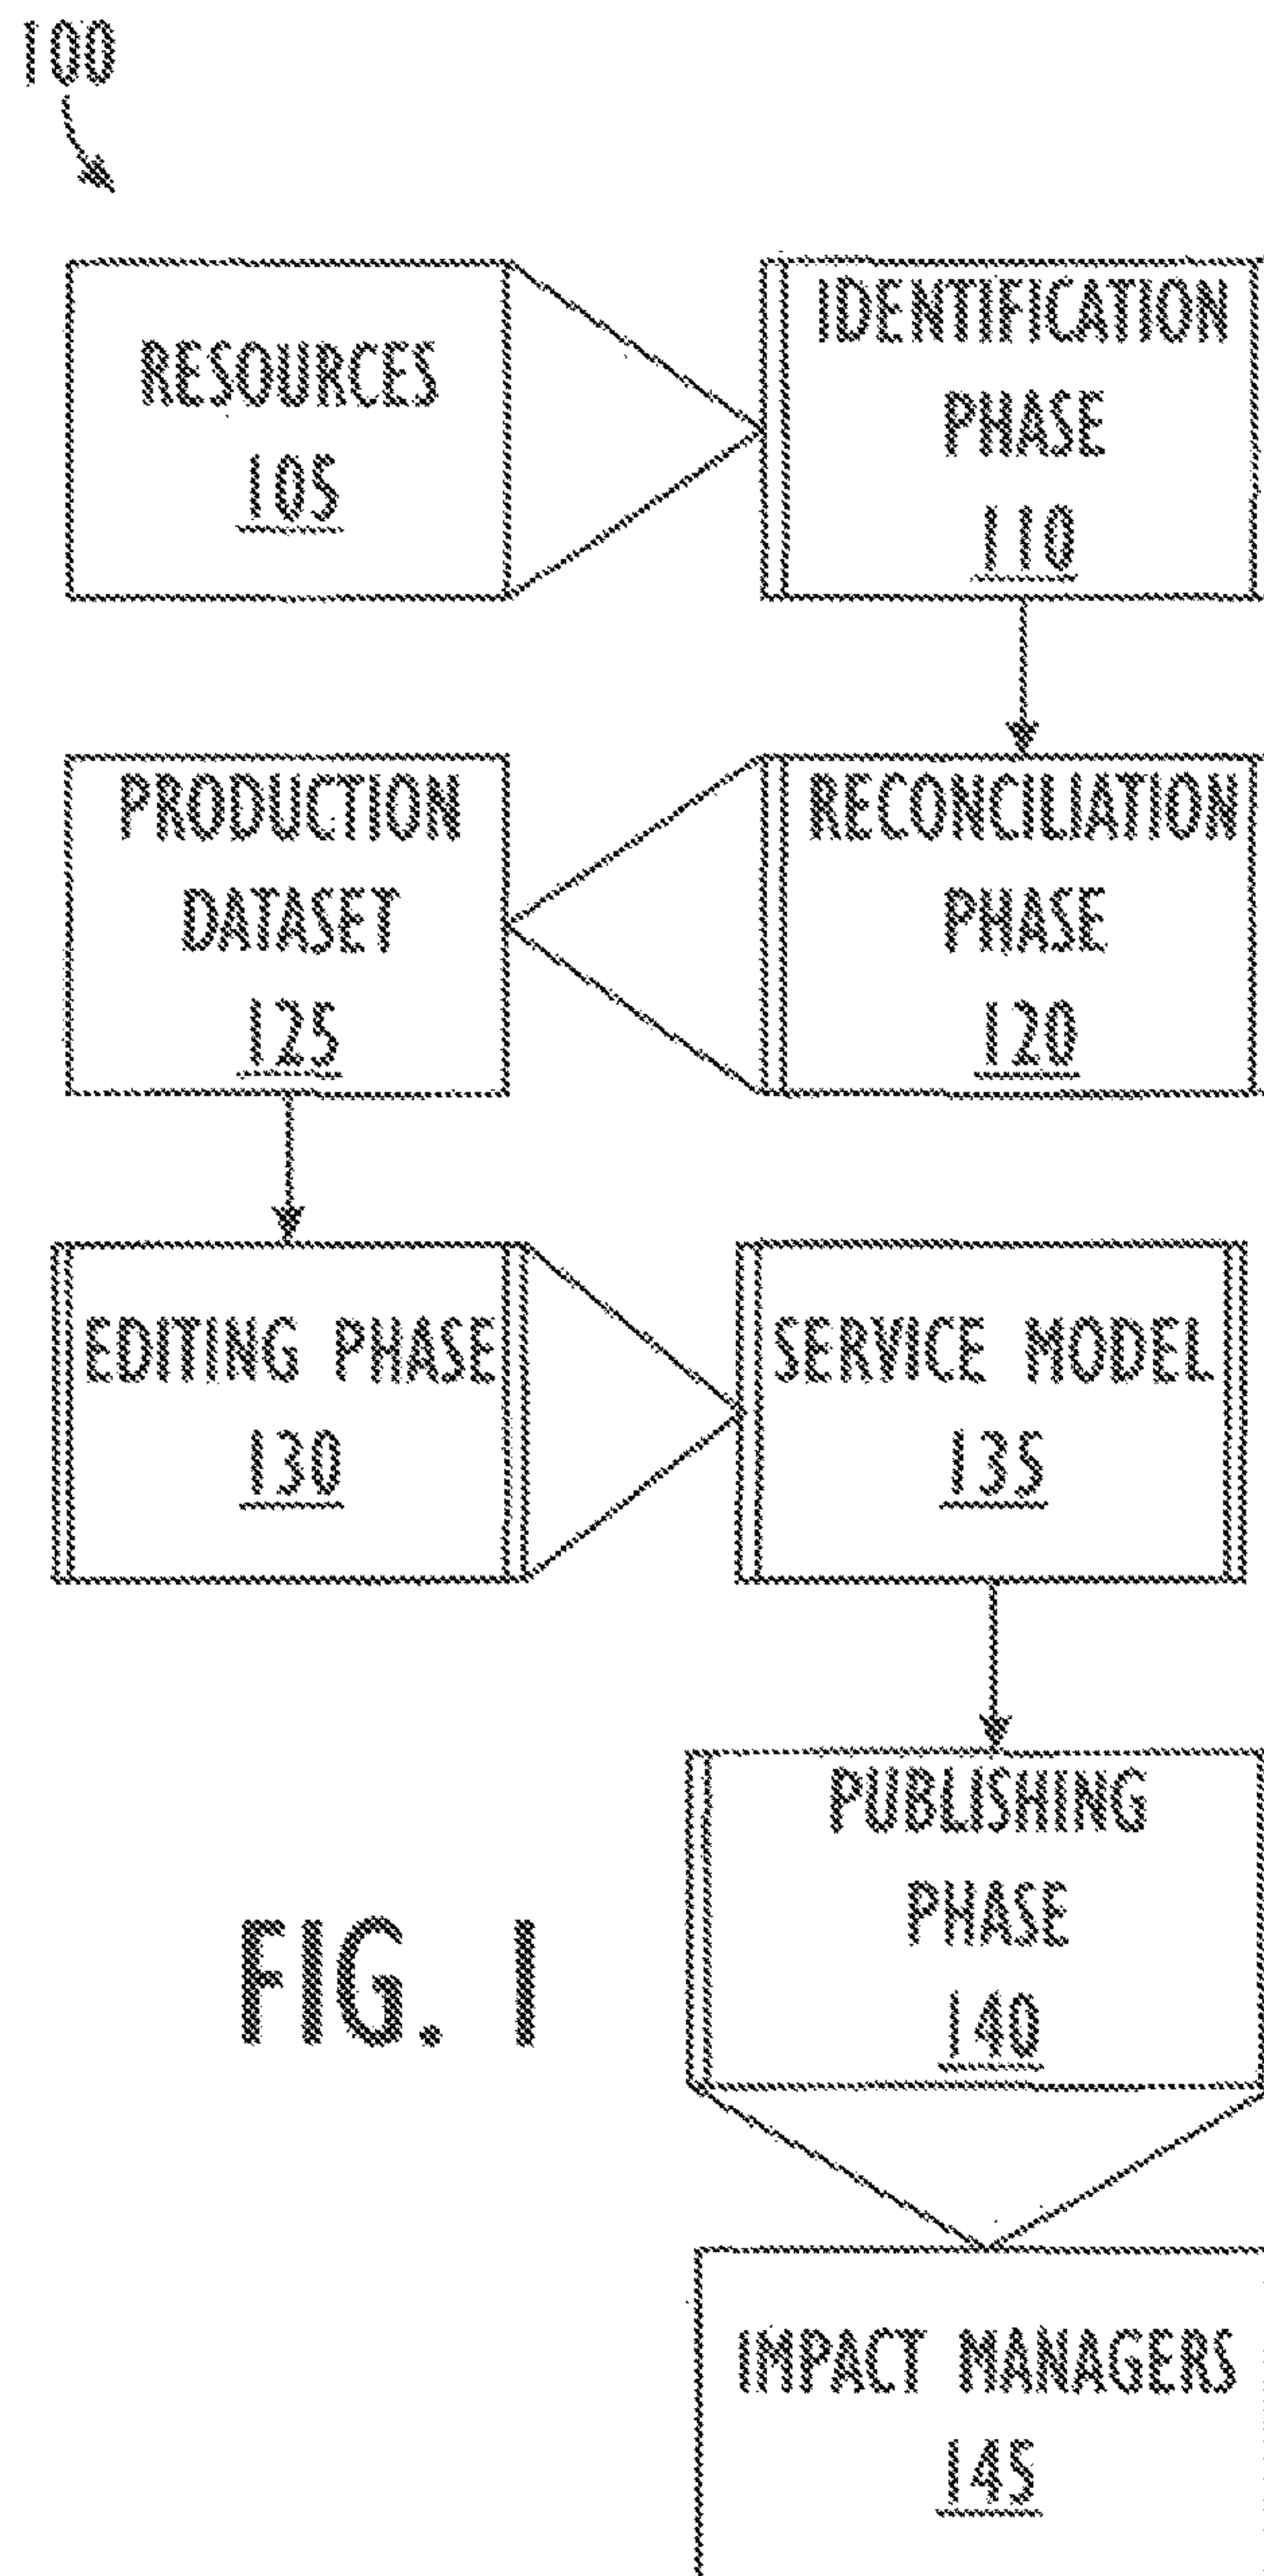 100
RESOURCES
105
IDENTIFICATION
PHASE
110
PRODUCTION
DATASET
125
RECONCILIATION
PHASE
120
EDITING PHASE
130
SERVICE MODEL
135
PUBLISHING
PHASE
140
FIG. 1
IMPACT MANAGERS
145